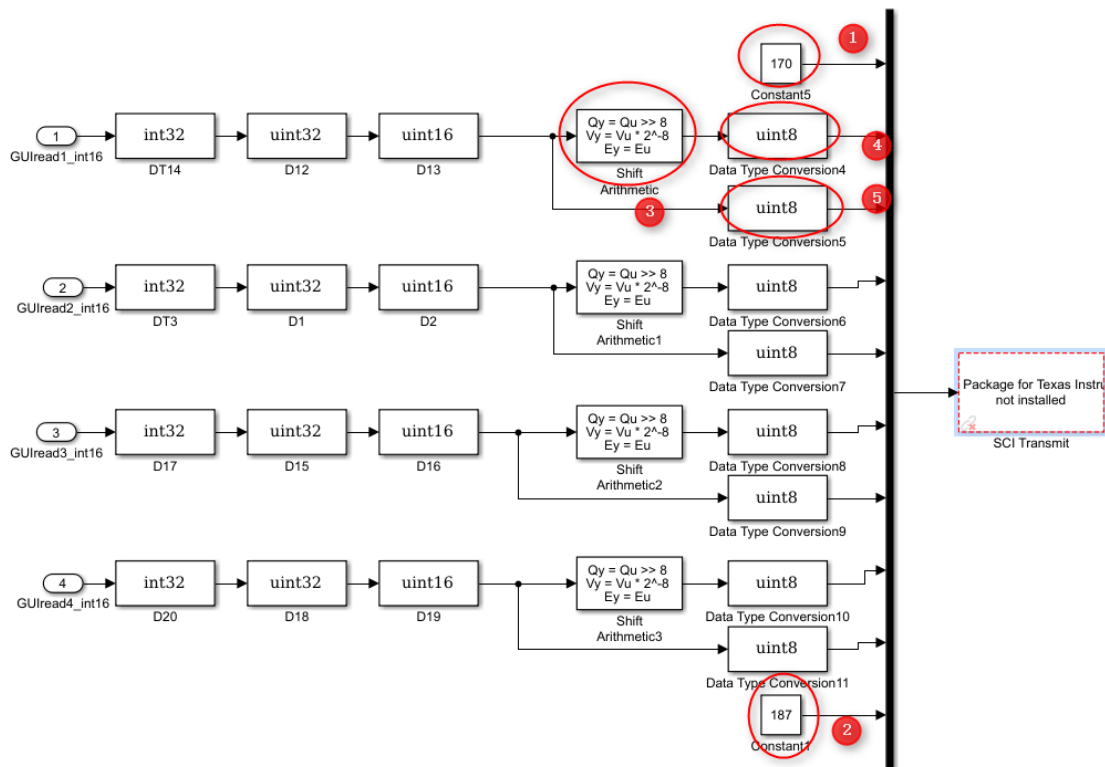 1
170
Constant5
1
int32
uint32
uint16
Qy = Qu >> 8
Vy = Vu * 2^-8
Ey = Eu
uint8
4
GUIread1_int16
DT14
D12
D13
Shift
Arithmetic
Data Type Conversion4
3
uint8
5
Data Type Conversion5
2
int32
uint32
uint16
Qy = Qu >> 8
Vy = Vu * 2^-8
Ey = Eu
uint8
GUIread2_int16
DT3
D1
D2
Shift
Arithmetic1
Data Type Conversion6
uint8
Data Type Conversion7
Package for Texas Instru
not installed
SCI Transmit
3
int32
uint32
uint16
Qy = Qu >> 8
Vy = Vu * 2^-8
Ey = Eu
uint8
GUIread3_int16
D17
D15
D16
Shift
Arithmetic2
Data Type Conversion8
uint8
Data Type Conversion9
4
int32
uint32
uint16
Qy = Qu >> 8
Vy = Vu * 2^-8
Ey = Eu
uint8
GUIread4_int16
D20
D18
D19
Shift
Arithmetic3
Data Type Conversion10
uint8
Data Type Conversion11
187
2
Constant1